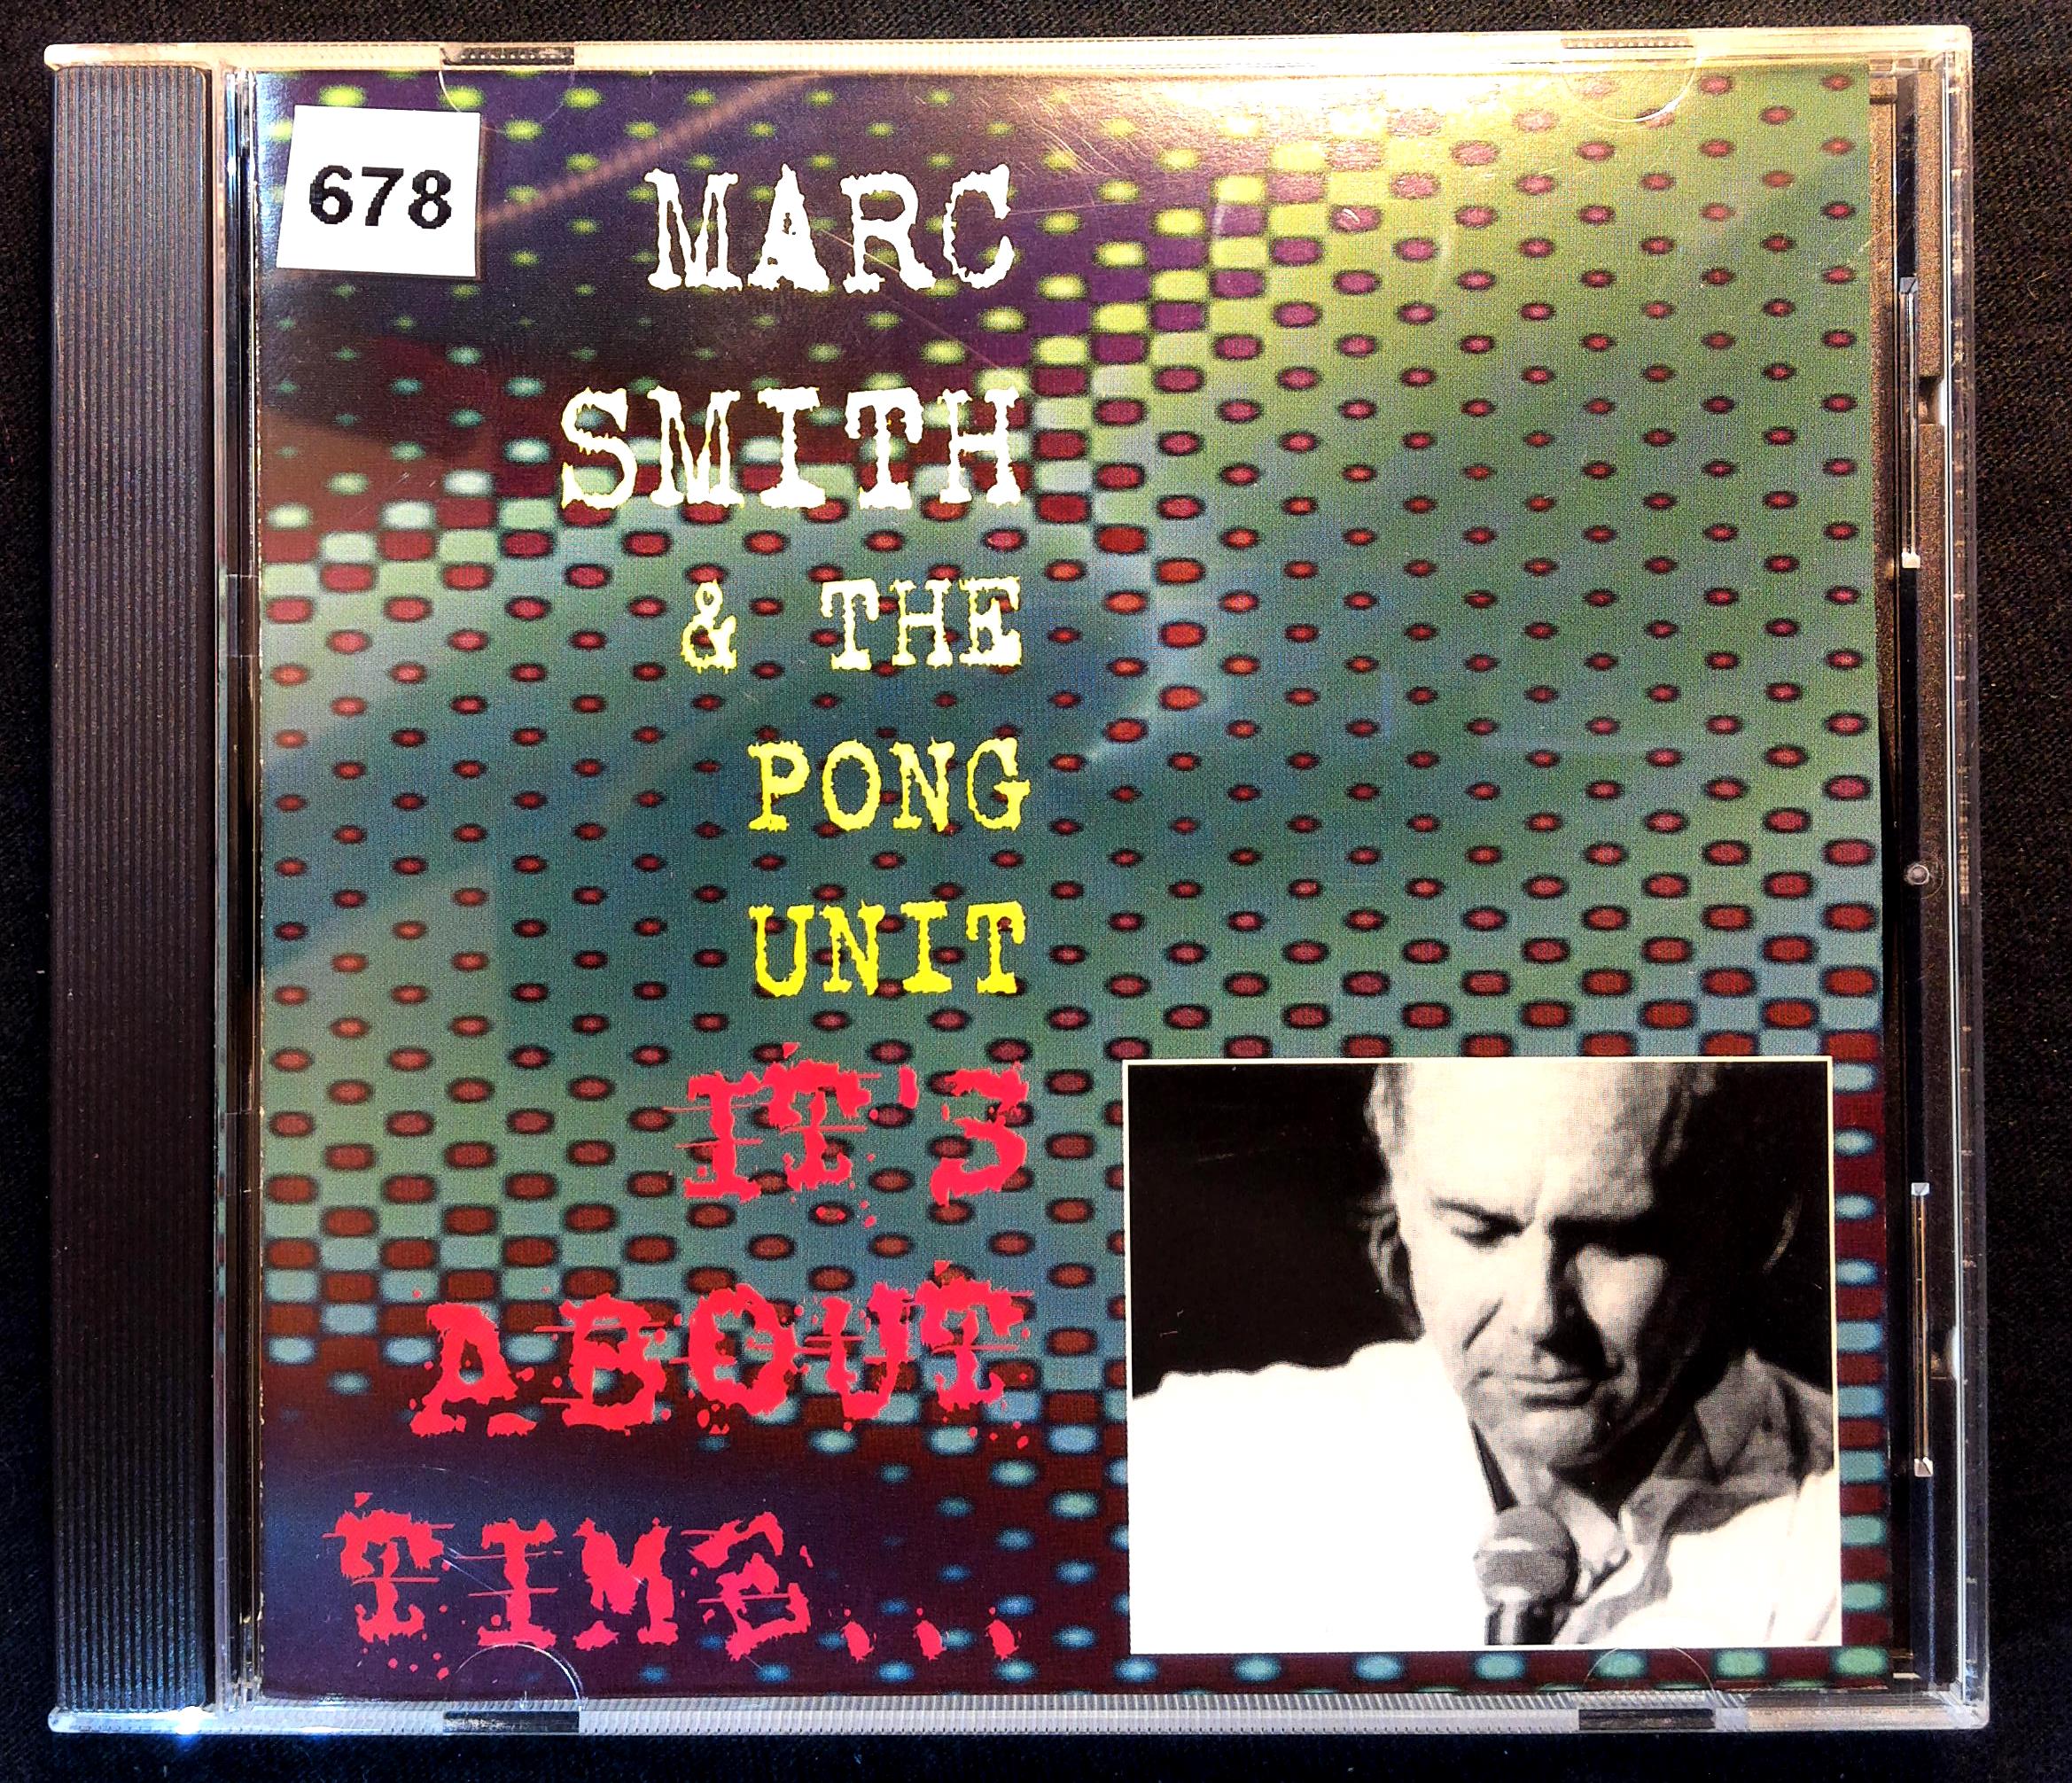 678
MARC
SMITH
& THE
PONG
UNIT
IT'S
ABOUT
TIME...